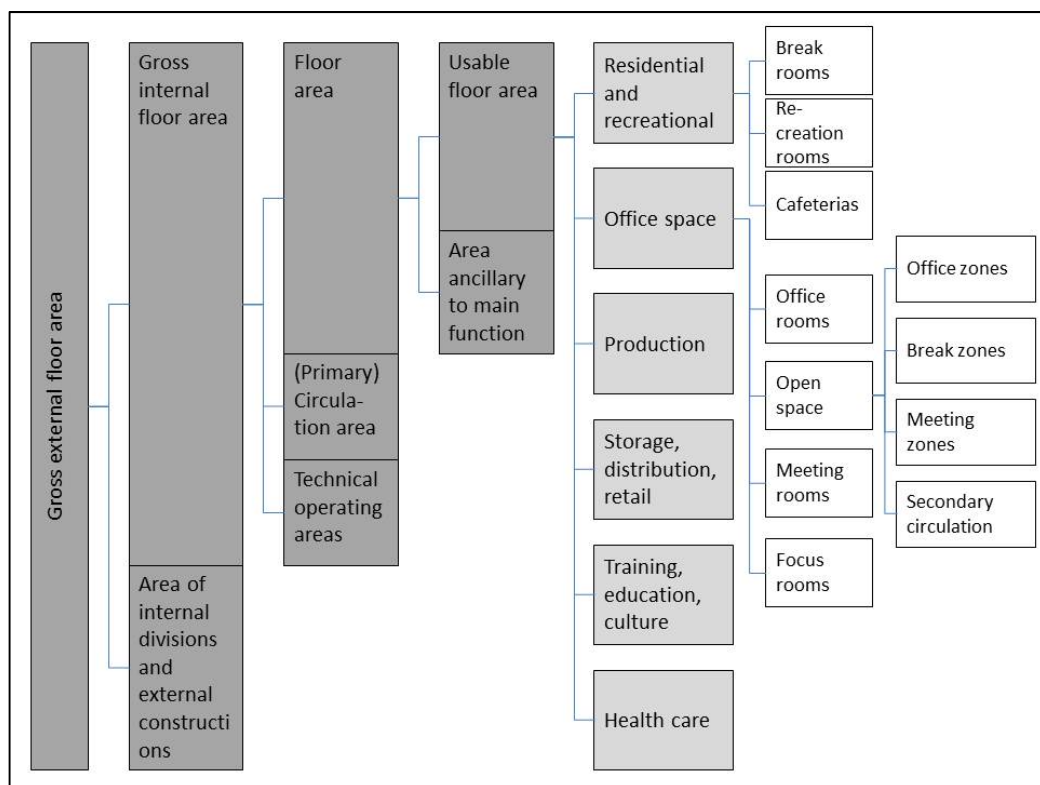 Gross external floor area
Gross
internal
floor area
Area of
internal
divisions
and
external
constructi
ons
Floor
area
(Primary)
Circula-
tion area
Technical
operating
areas
Usable
floor area
Area
ancillary
to main
function
Residential
and
recreational
Office space
Production
Storage,
distribution,
retail
Training,
education,
culture
Health care
Break
rooms
Re-
creation
rooms
Cafeterias
Office
rooms
Open
space
Meeting
rooms
Focus
rooms
Office zones
Break zones
Meeting
zones
Secondary
circulation